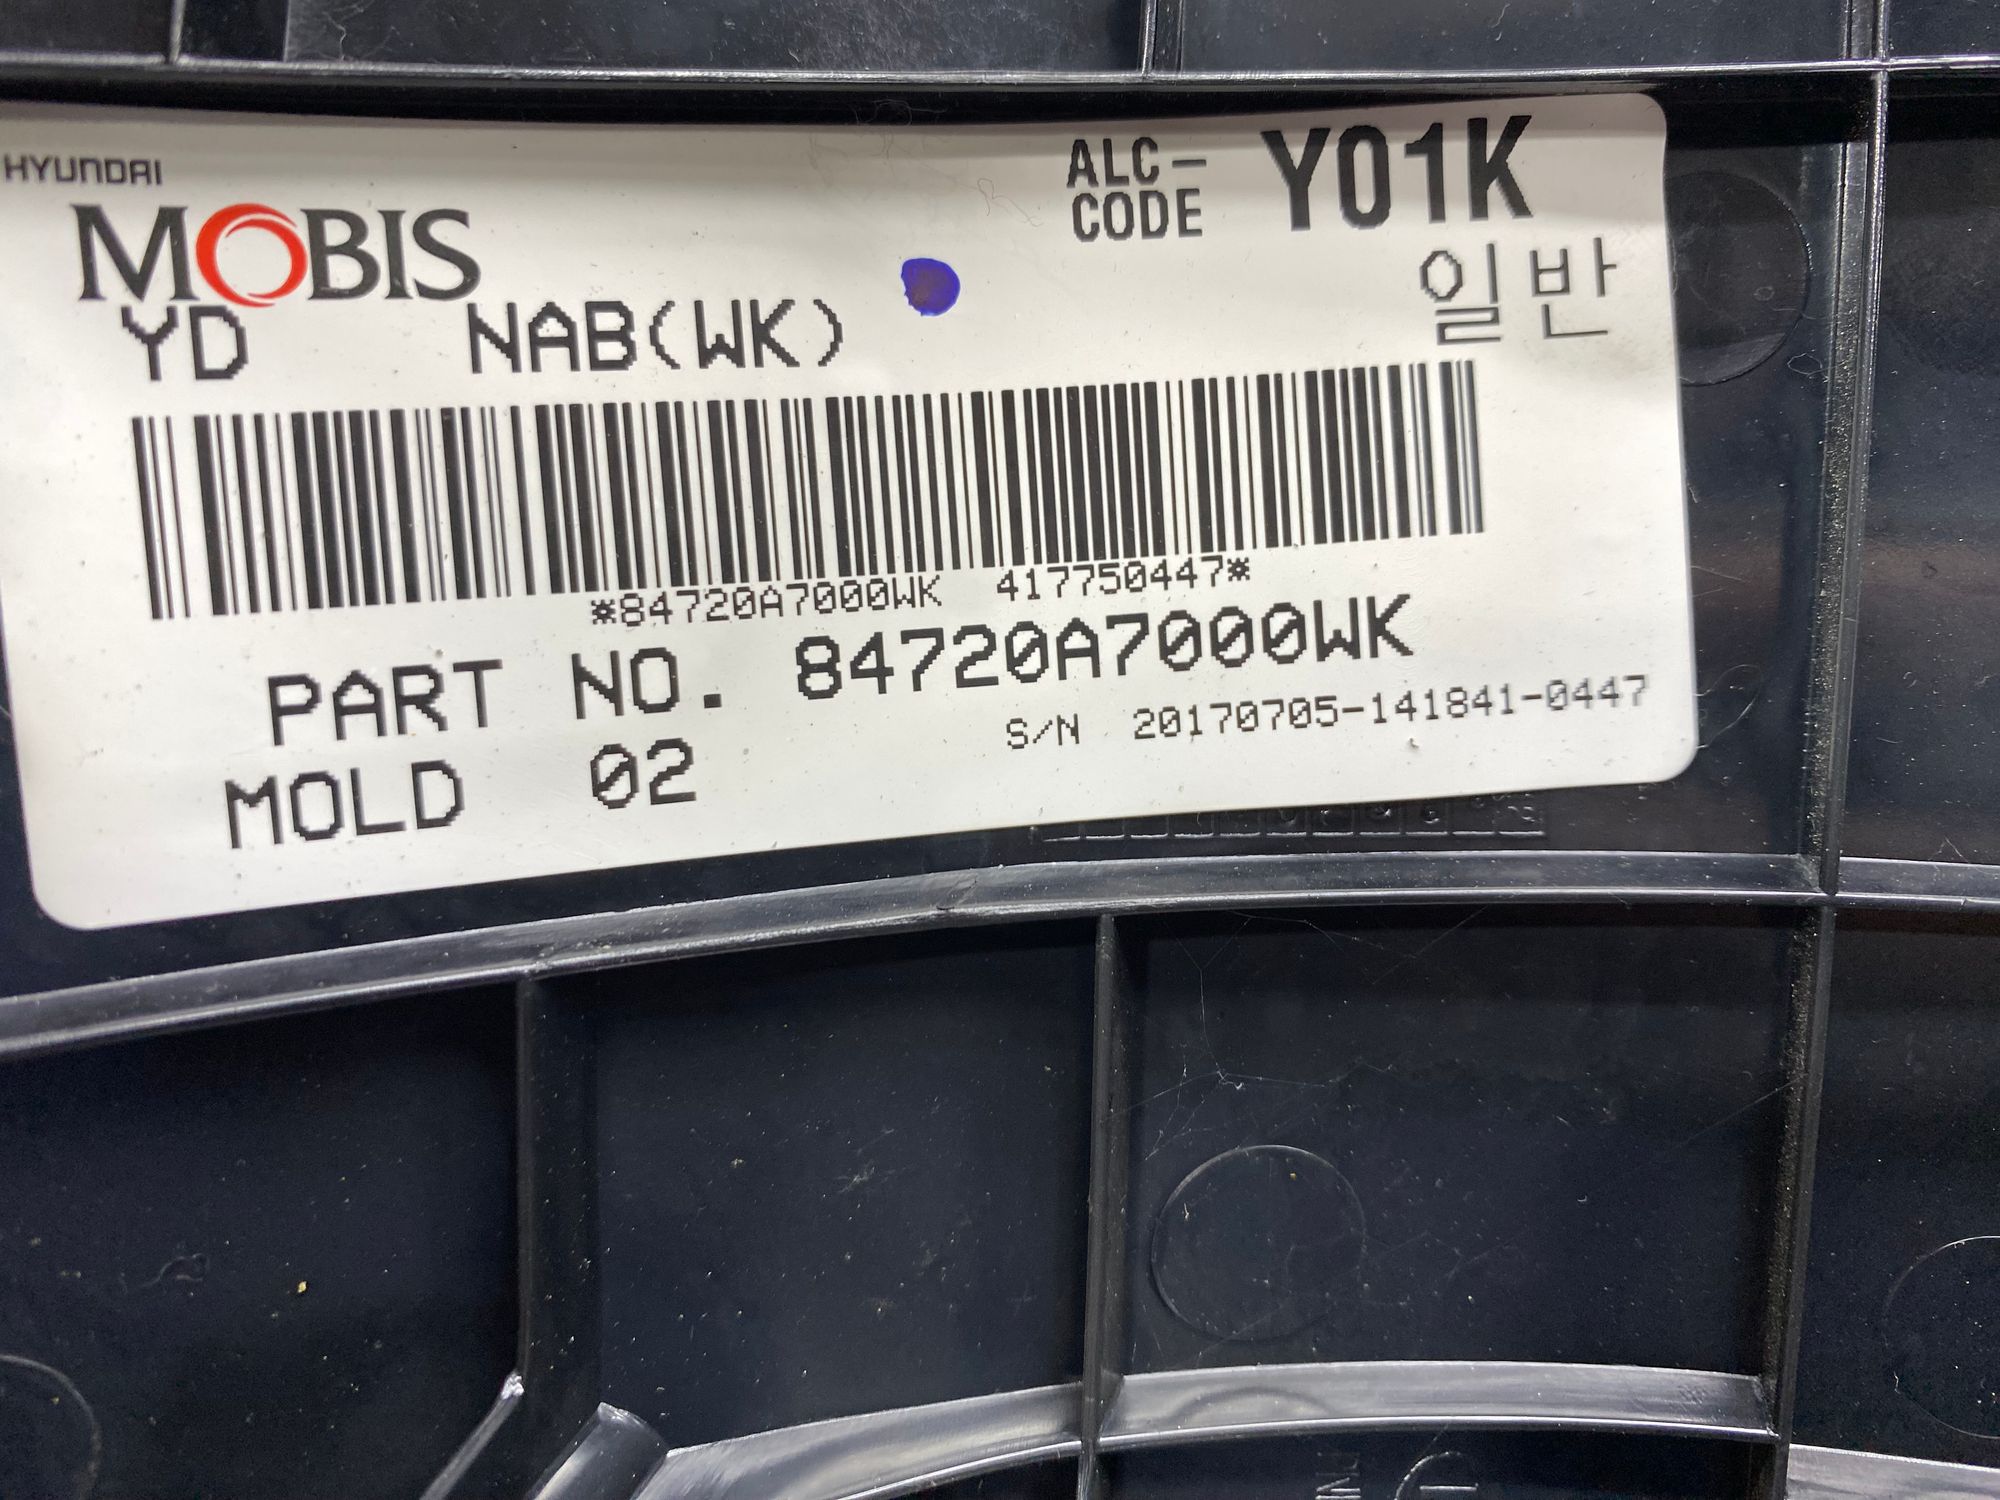 HYUNDAI
MOBIS
ALC-
CODE
Y01K
일반
YD NAB(WK)
*84720A7000WK 417750447*
PART NO. 84720A7000WK
S/N 20170705-141841-0447
MOLD 02